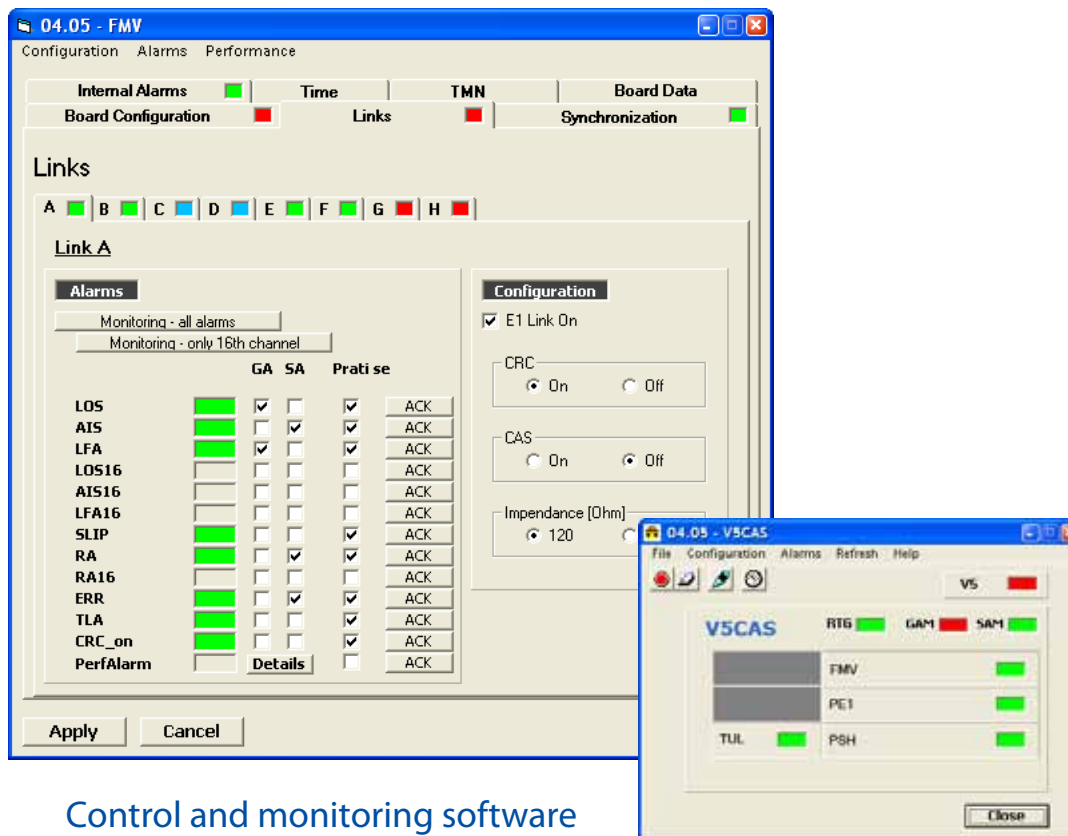 04.05 - FMV
Configuration Alarms Performance
Internal Alarms Time TMN Board Data
Board Configuration Links Synchronization
Links
A B C D E F G H
Link A
Alarms
Monitoring - all alarms
Monitoring - only 16th channel
GA SA Prati se
LOS ACK
AIS ACK
LFA ACK
LOS16 ACK
AIS16 ACK
LFA16 ACK
SLIP ACK
RA ACK
RA16 ACK
ERR ACK
TLA ACK
CRC_on ACK
PerfAlarm Details ACK
Configuration
E1 Link On
CRC
On Off
CAS
On Off
Impendance [Ohm]
120
Apply Cancel
04.05 - V5CAS
File Configuration Alarms Refresh Help
V5
V5CAS RTG GAM SAM
FMV
PE1
TUL PSH
Close
Control and monitoring software